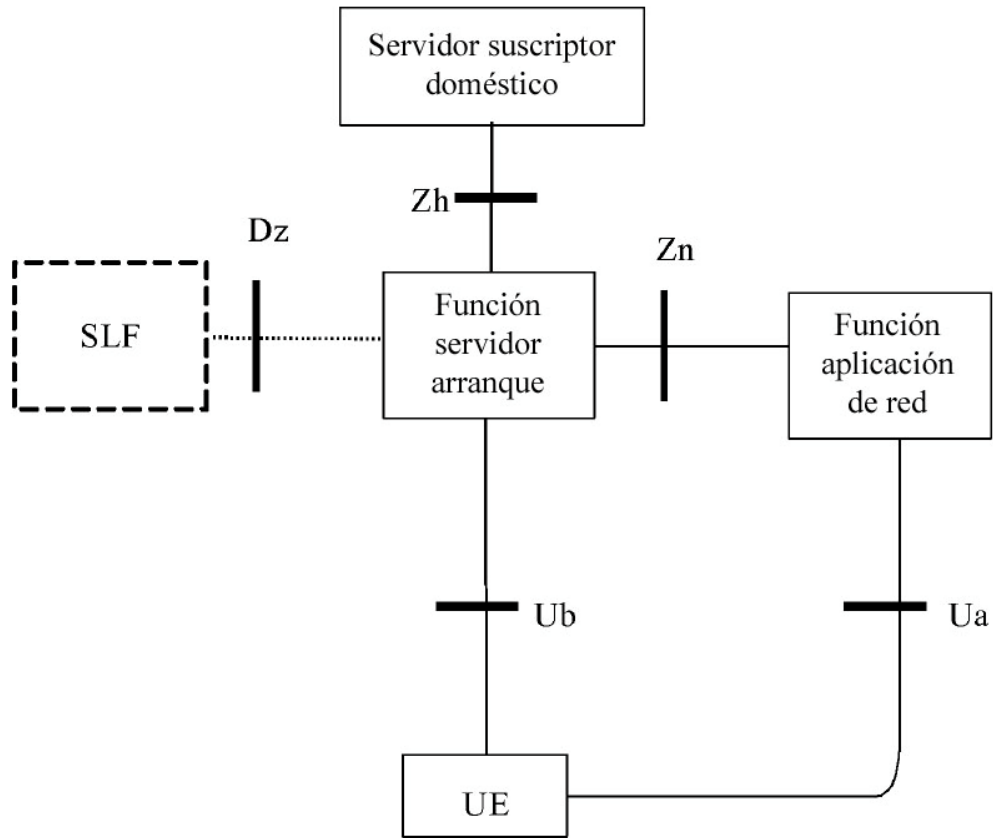 Servidor suscriptor
doméstico
Zh
Dz
Zn
SLF
Función
servidor
arranque
Función
aplicación
de red
Ub
Ua
UE